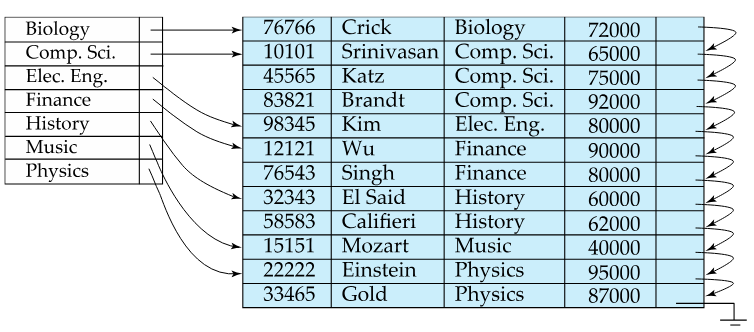 Biology
Comp. Sci.
Elec. Eng.
Finance
History
Music
Physics
76766 Crick Biology 72000
10101 Srinivasan Comp. Sci. 65000
45565 Katz Comp. Sci. 75000
83821 Brandt Comp. Sci. 92000
98345 Kim Elec. Eng. 80000
12121 Wu Finance 90000
76543 Singh Finance 80000
32343 El Said History 60000
58583 Califieri History 62000
15151 Mozart Music 40000
22222 Einstein Physics 95000
33465 Gold Physics 87000